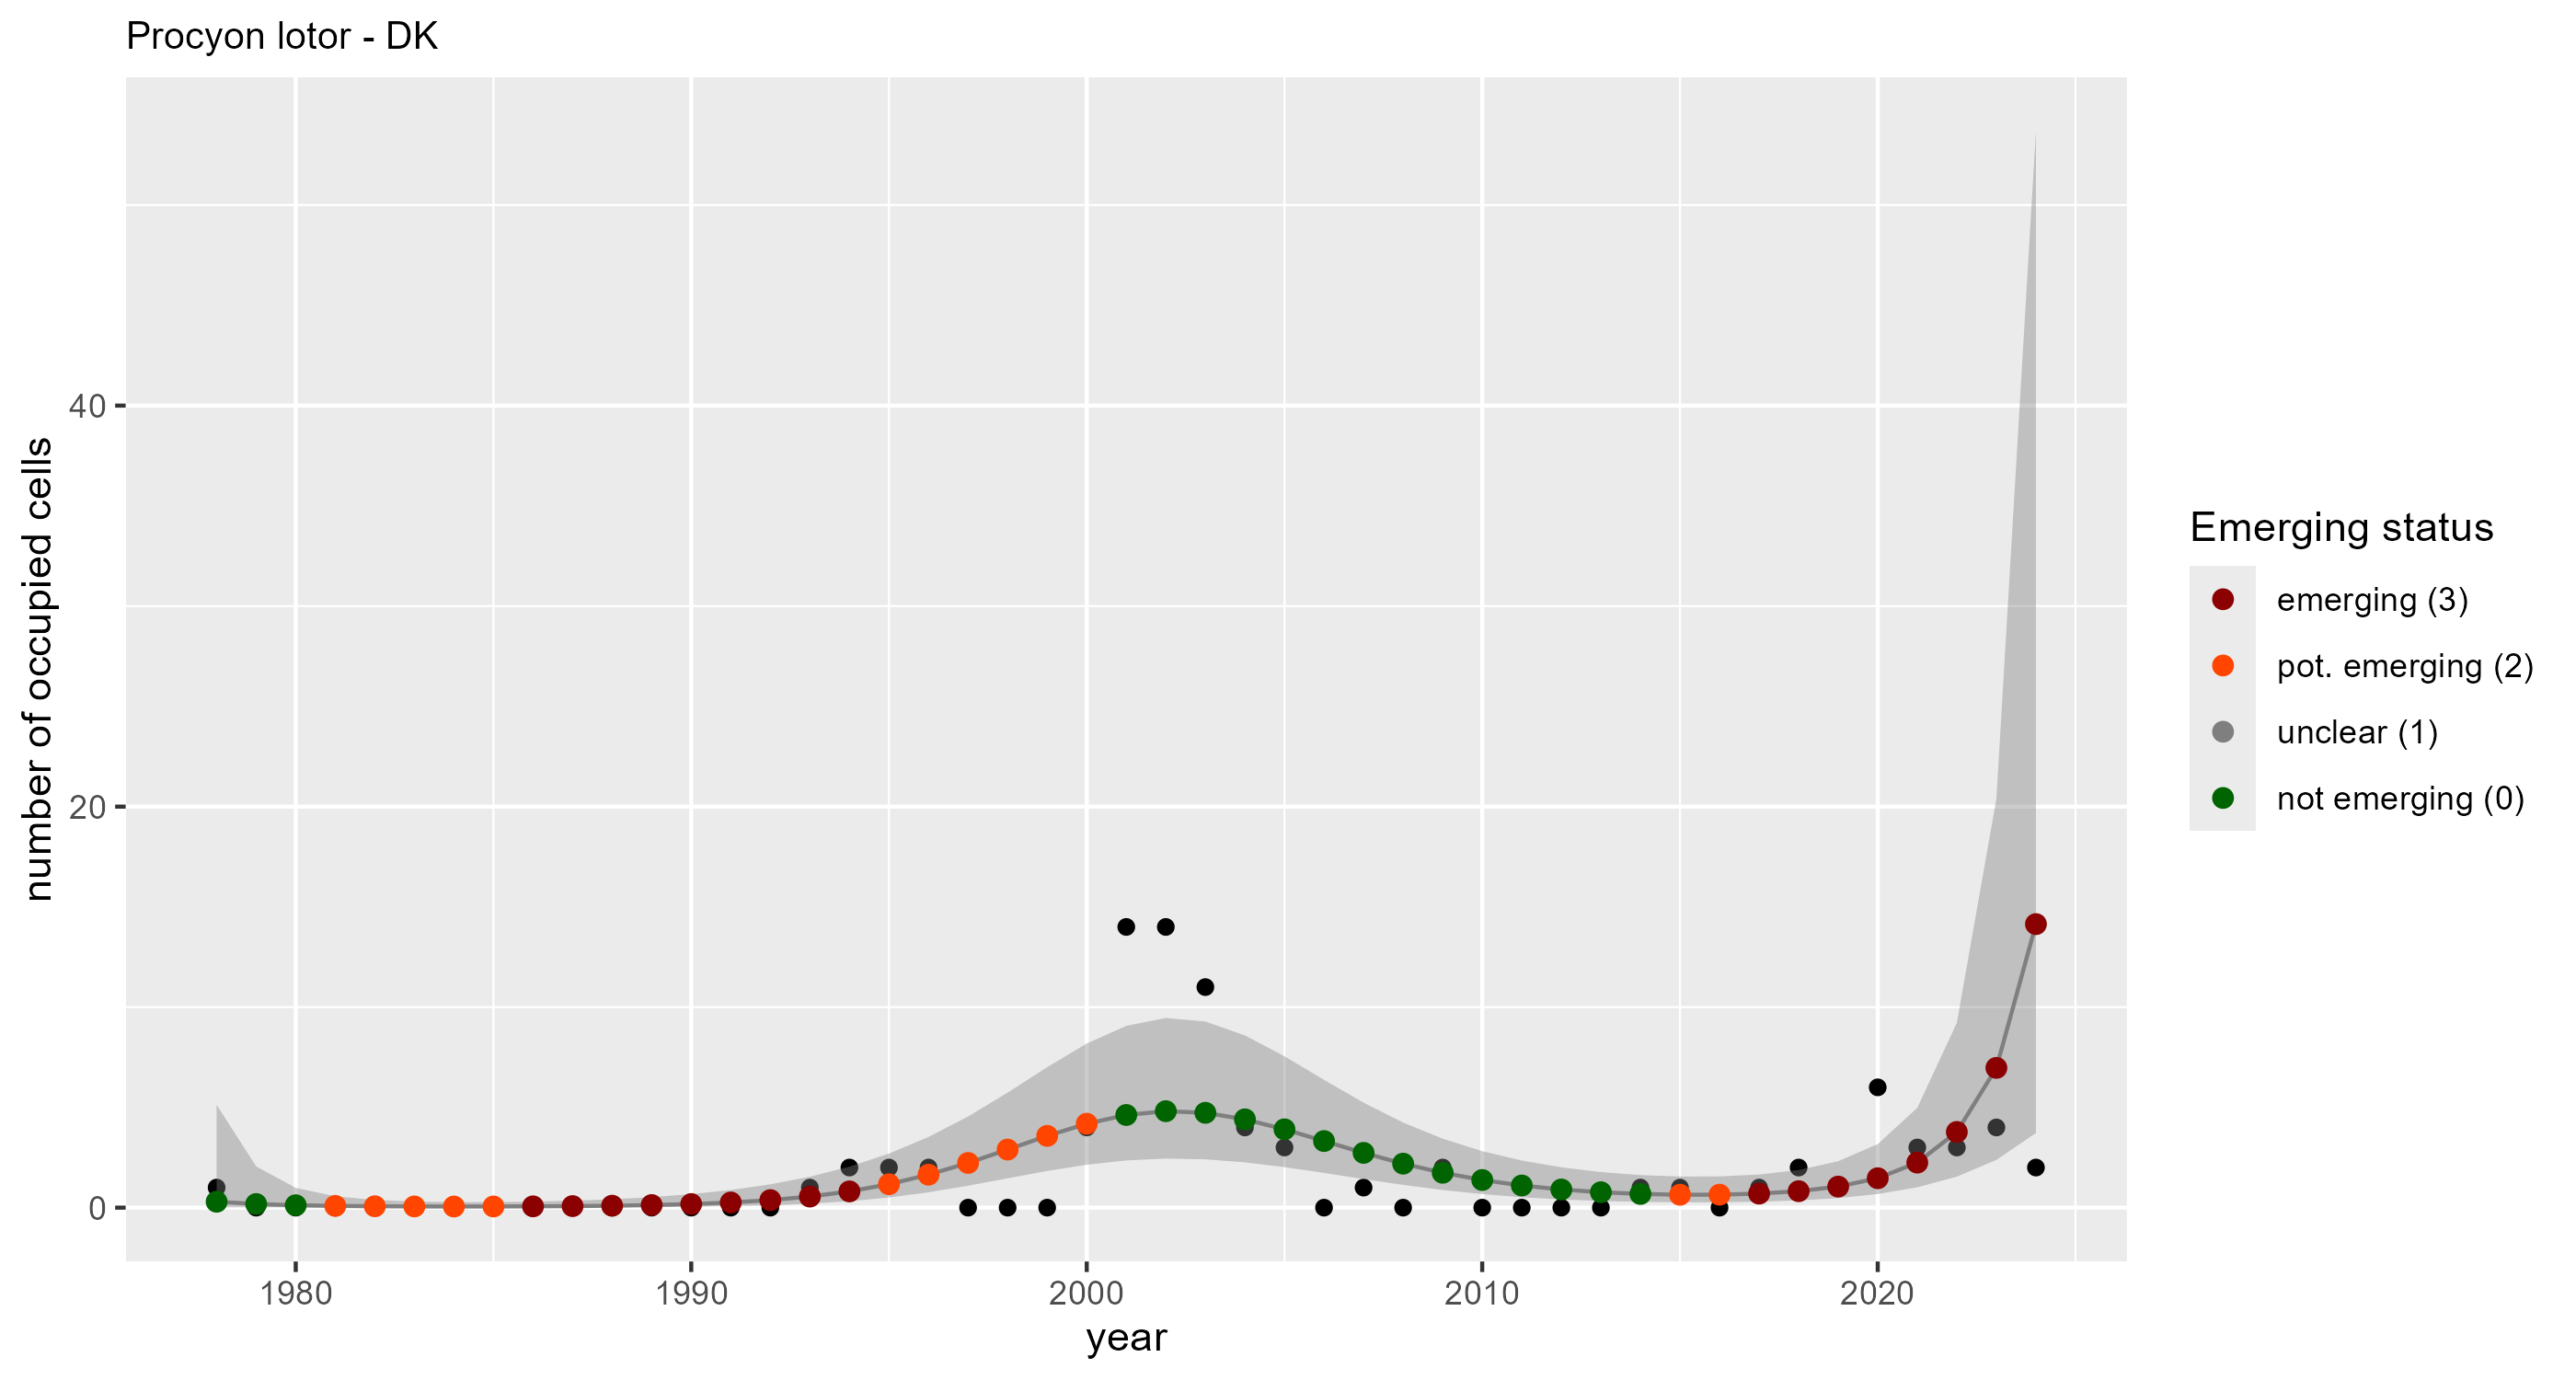 Procyon lotor - DK
number of occupied cells
40
20
0
1980
1990
2000
2010
2020
year
Emerging status
emerging (3)
pot. emerging (2)
unclear (1)
not emerging (0)